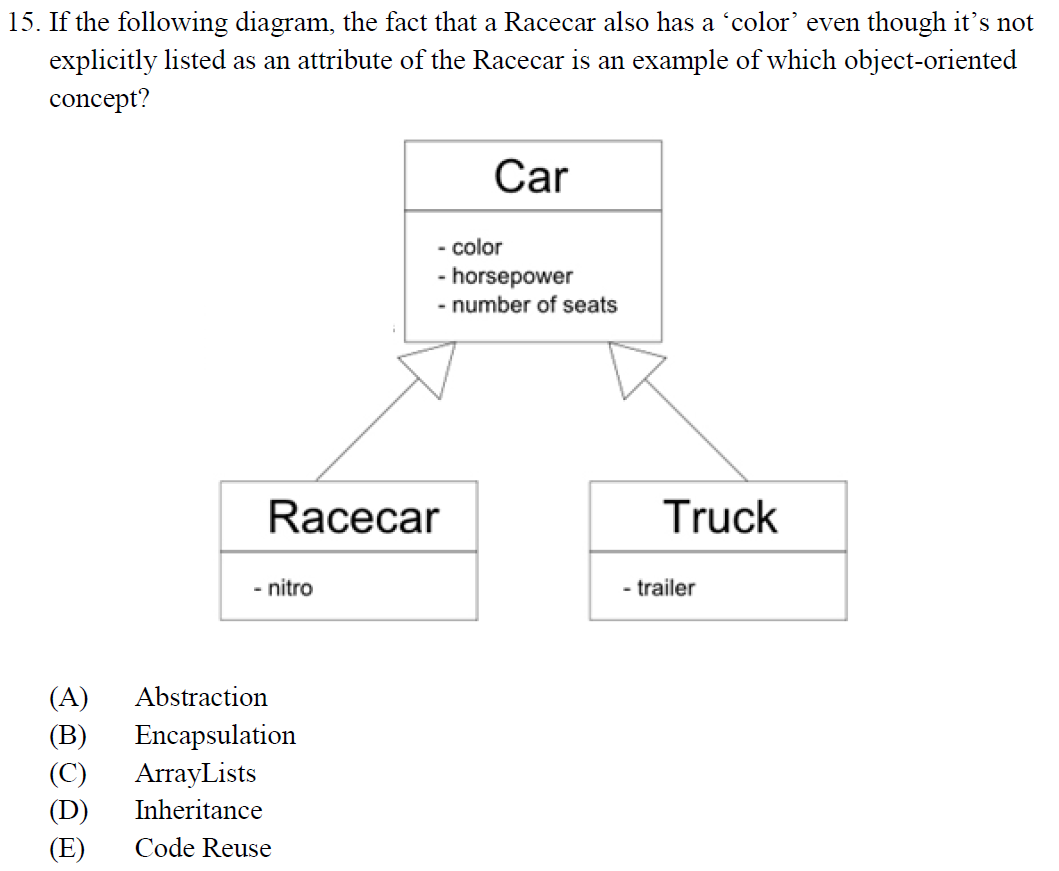 15. If the following diagram, the fact that a Racecar also has a ‘color’ even though it’s not
explicitly listed as an attribute of the Racecar is an example of which object-oriented
concept?
Car
- color
- horsepower
- number of seats
Racecar
- nitro
Truck
- trailer
(A) Abstraction
(B) Encapsulation
(C) ArrayLists
(D) Inheritance
(E) Code Reuse